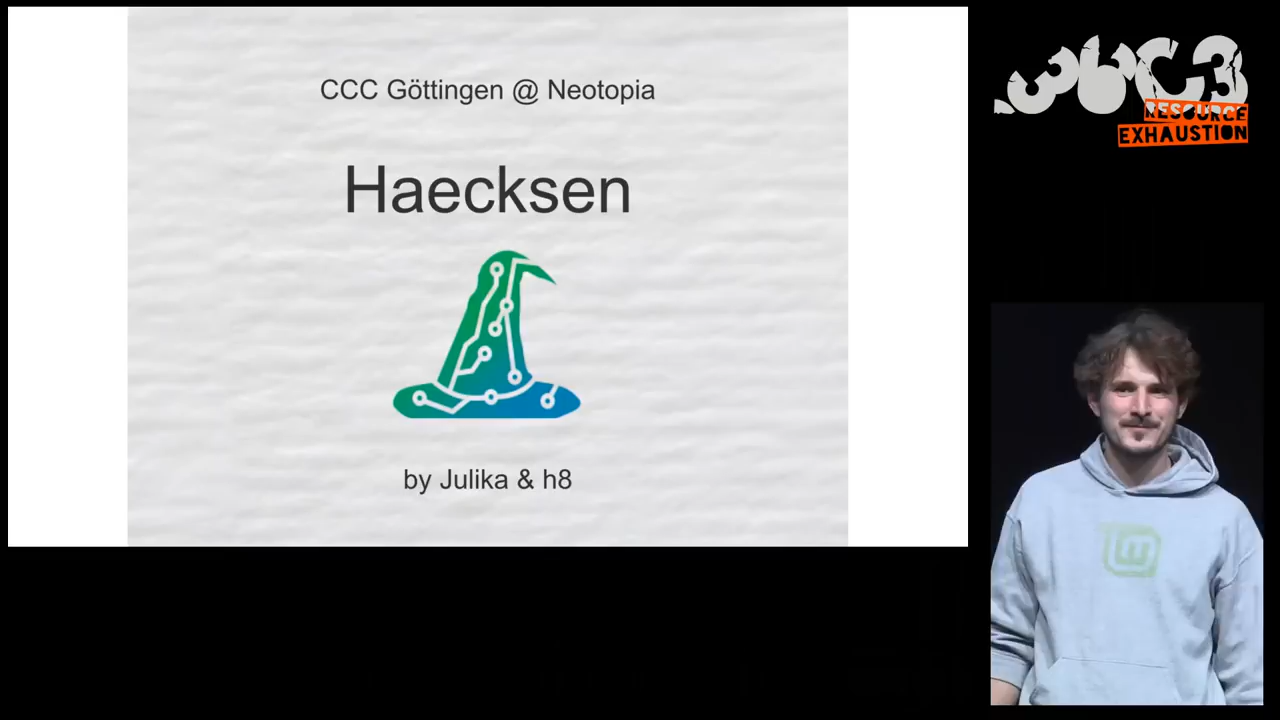 CCC Göttingen @ Neotopia
Haecksen
by Julika & h8
36C3
RESOURCE
EXHAUSTION